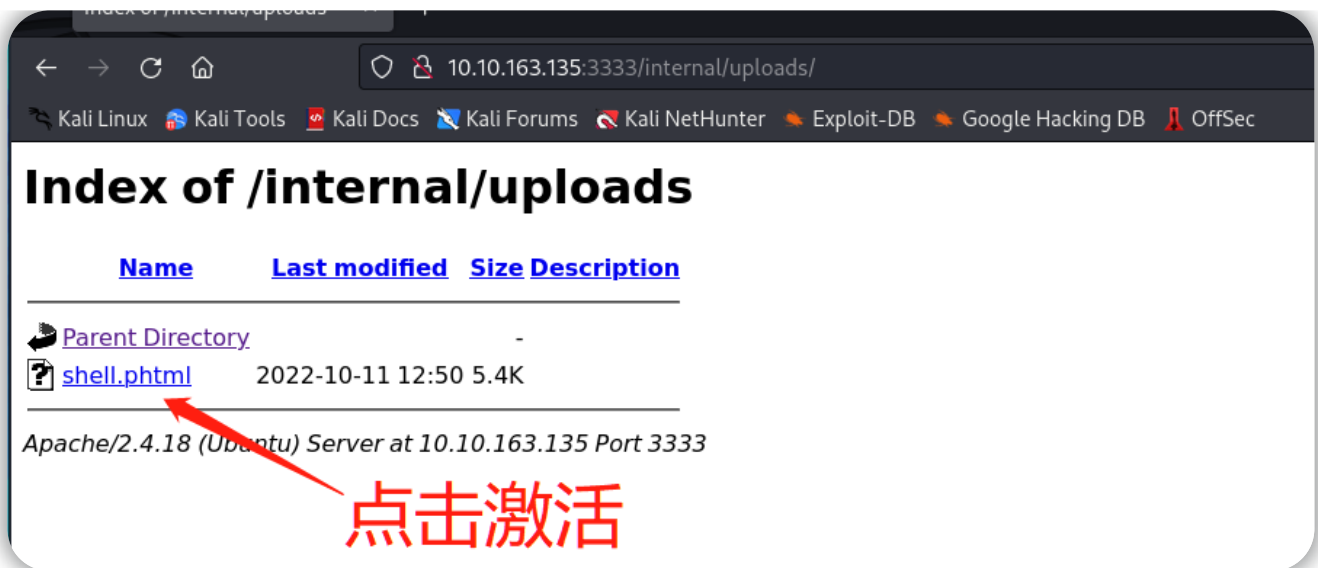 Index of /internal/uploads
10.10.163.135:3333/internal/uploads/
Kali Linux Kali Tools Kali Docs Kali Forums Kali NetHunter Exploit-DB Google Hacking DB OffSec
Index of /internal/uploads
Name Last modified Size Description
Parent Directory -
shell.phtml 2022-10-11 12:50 5.4K
Apache/2.4.18 (Ubuntu) Server at 10.10.163.135 Port 3333
点击激活